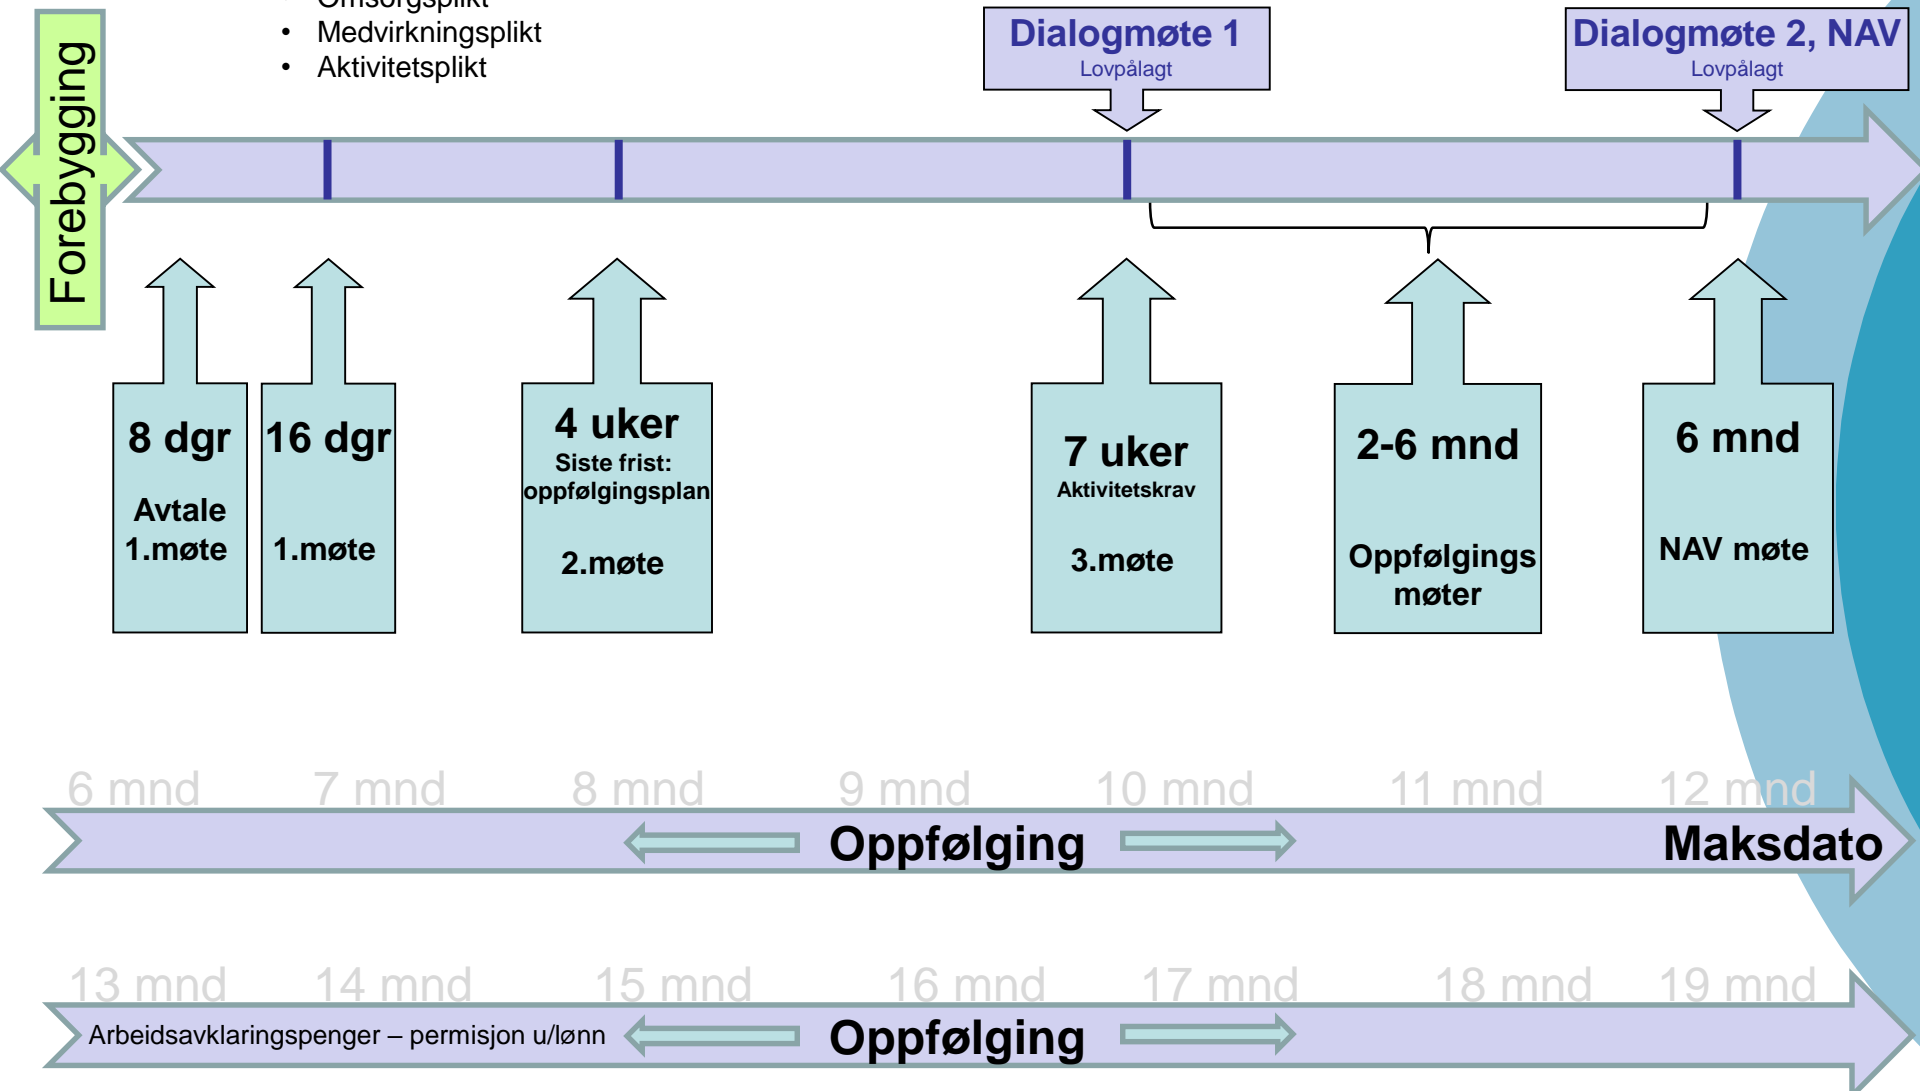 Omsorgsplikt
• Medvirkningsplikt
• Aktivitetsplikt
Forebygging
Dialogmøte 1
Lovpålagt
Dialogmøte 2, NAV
Lovpålagt
8 dgr
Avtale
1.møte
16 dgr
1.møte
4 uker
Siste frist:
oppfølgingsplan
2.møte
7 uker
Aktivitetskrav
3.møte
2-6 mnd
Oppfølgings
møter
6 mnd
NAV møte
6 mnd 7 mnd 8 mnd 9 mnd 10 mnd 11 mnd 12 mnd
Oppfølging Maksdato
13 mnd 14 mnd 15 mnd 16 mnd 17 mnd 18 mnd 19 mnd
Arbeidsavklaringspenger – permisjon u/lønn Oppfølging